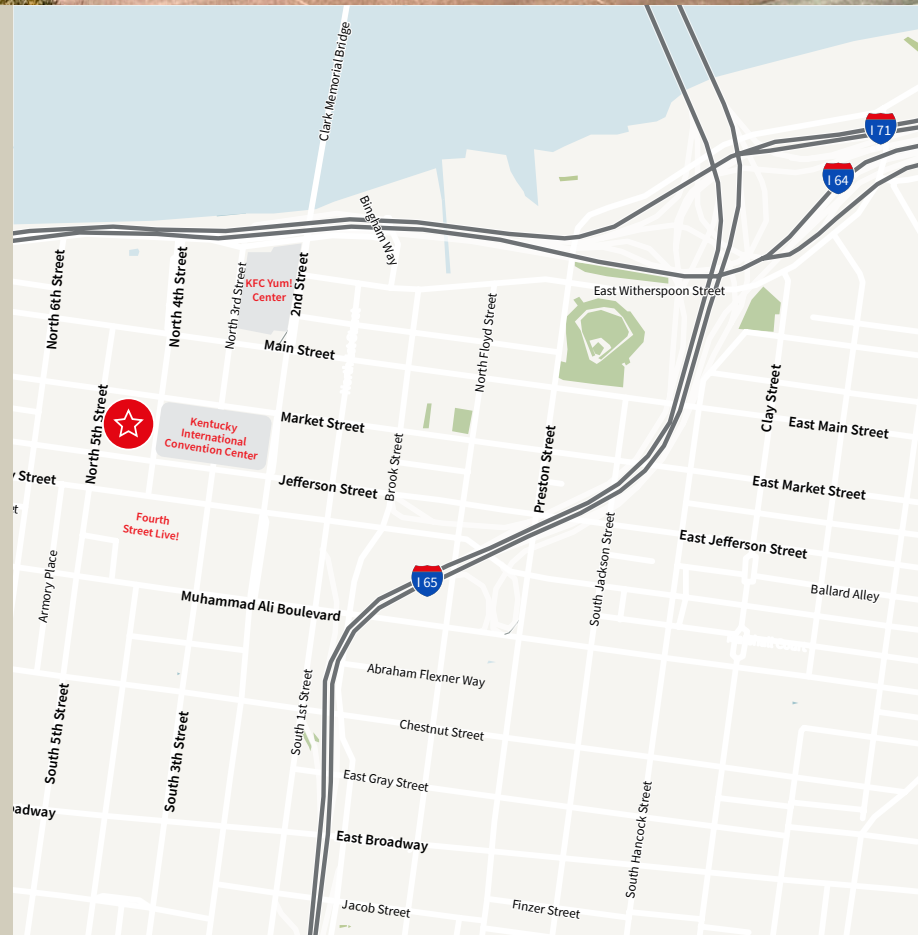 Clark Memorial Bridge
I 71
I 64
Bingham Way
North 6th Street
North 4th Street
North 3rd Street
KFC Yum!
Center
2nd Street
East Witherspoon Street
North Floyd Street
Main Street
North 5th Street
Kentucky
International
Convention Center
Market Street
Clay Street
East Main Street
Brook Street
Preston Street
y Street
Jefferson Street
East Market Street
et
Fourth
Street Live!
South Jackson Street
East Jefferson Street
Armory Place
I 65
Ballard Alley
Muhammad Ali Boulevard
Abraham Flexner Way
South 1st Street
South 5th Street
South 3th Street
Chestnut Street
East Gray Street
South Hancock Street
oadway
East Broadway
Jacob Street
Finzer Street